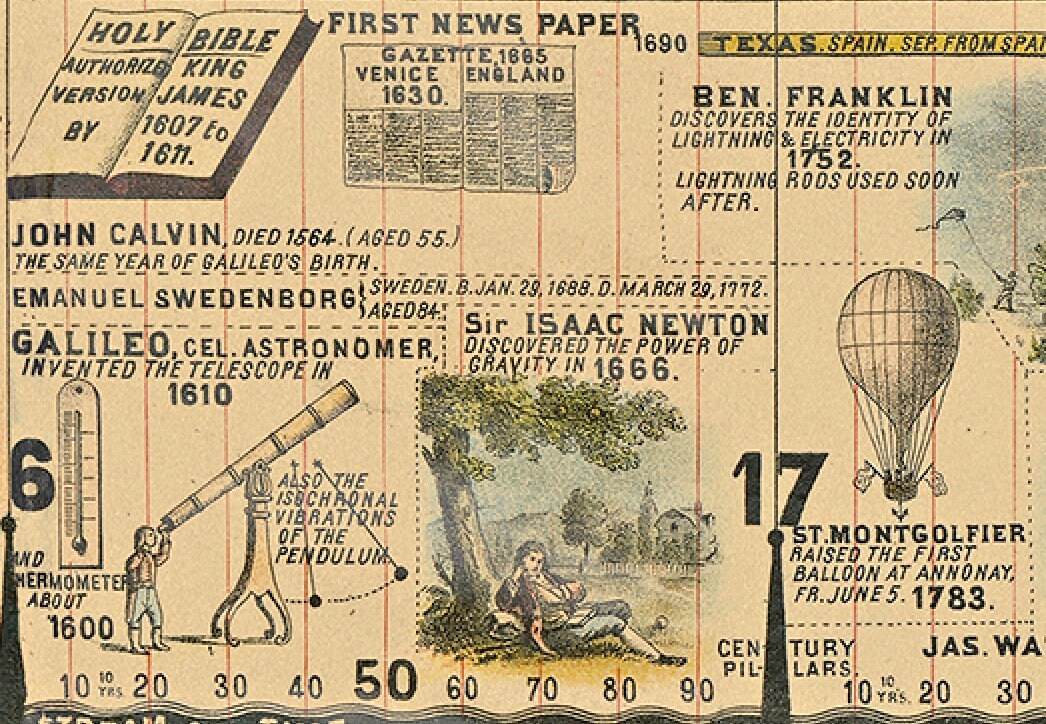 HOLY BIBLE
AUTHORIZED KING
VERSION JAMES
BY 1607 to
1611.
FIRST NEWS PAPER
GAZETTE, 1665
VENICE ENGLAND
1630.
1690
TEXAS. SPAIN. SEP. FROM SPAI
BEN. FRANKLIN
DISCOVERS THE IDENTITY OF
LIGHTNING & ELECTRICITY IN
1752.
LIGHTNING RODS USED SOON
AFTER.
JOHN CALVIN, DIED 1564. (AGED 55.)
THE SAME YEAR OF GALILEO'S BIRTH.
EMANUEL SWEDENBORG SWEDEN. B. JAN. 29, 1688. D. MARCH 29, 1772.
AGED 84.
GALILEO, CEL. ASTRONOMER,
INVENTED THE TELESCOPE IN
1610
Sir ISAAC NEWTON
DISCOVERED THE POWER OF
GRAVITY IN 1666.
6
ALSO THE
ISOCHRONAL
VIBRATIONS
OF THE
PENDULUM.
AND
HERMOMETER
ABOUT
1600
17
ST. MONTGOLFIER
RAISED THE FIRST
BALLOON AT ANNONAY,
FR. JUNE 5. 1783.
CENTURY
PILLARS.
JAS. WA
10 10 YRS. 20 30 40 50 60 70 80 90 10 10 YRS. 20 30
STREAM OF TIME